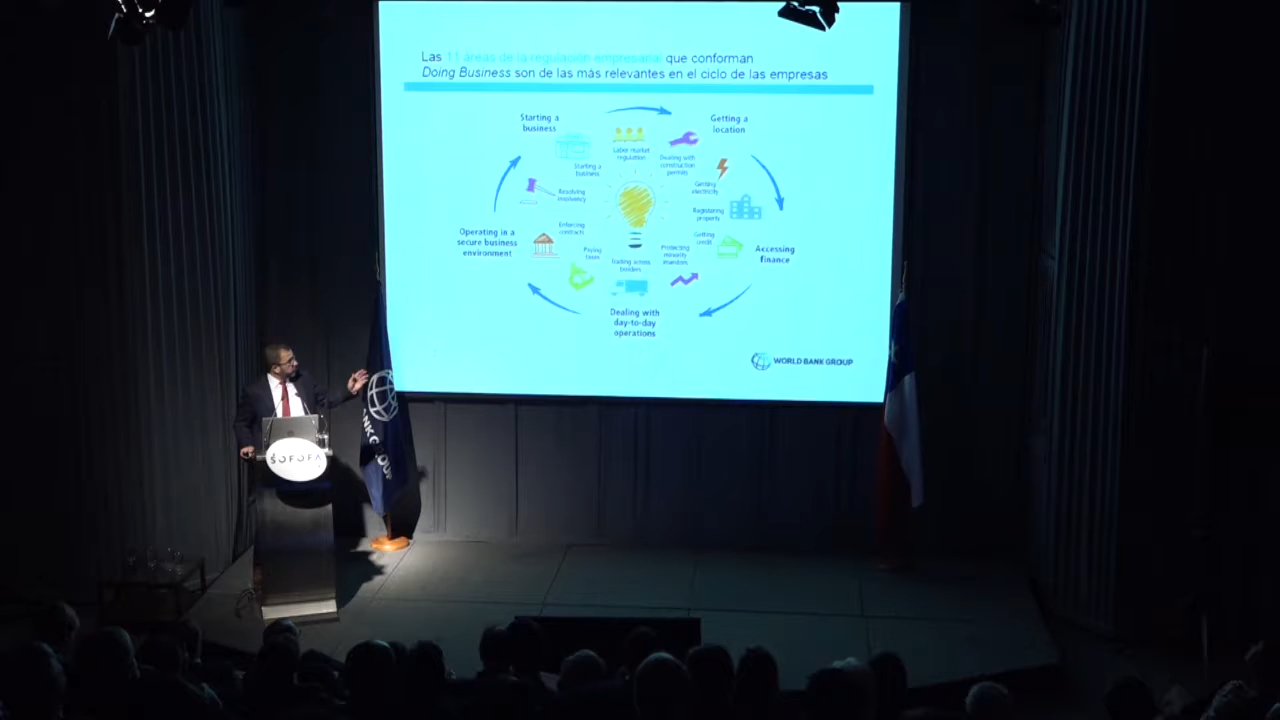 Las 11 áreas de la regulación empresarial que conforman
Doing Business son de las más relevantes en el ciclo de las empresas
Starting a
business
Getting a
location
Labor market
regulation
Dealing with
construction
permits
Starting a
business
Getting
electricity
Resolving
insolvency
Registering
property
Enforcing
contracts
Getting
credit
Operating in a
secure business
environment
Accessing
finance
Paying
taxes
Protecting
minority
investors
Trading across
borders
Dealing with
day-to-day
operations
WORLD BANK GROUP
SOFOFA
NK GROUP